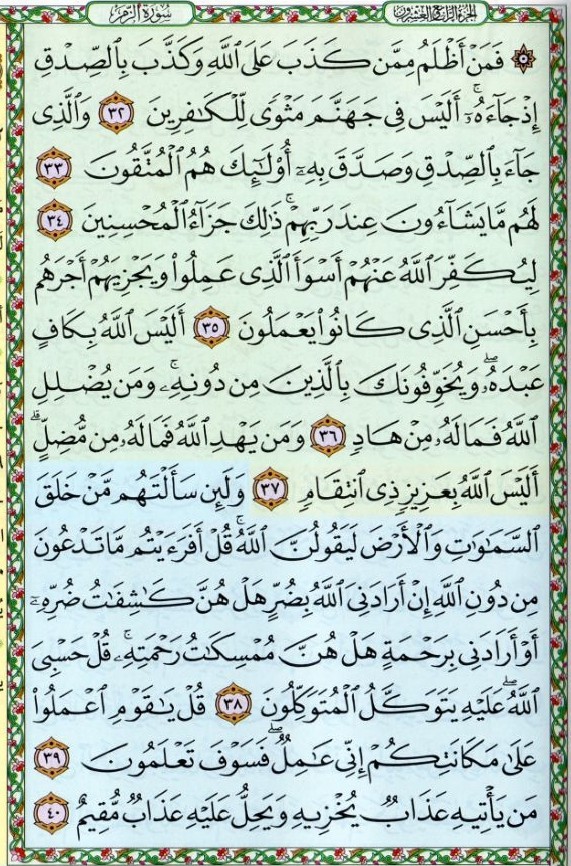 سُورَةُ الزُّمَرِ الجزء الرابع والعشرون
۞ فَمَنْ أَظْلَمُ مِمَّن كَذَبَ عَلَى ٱللَّهِ وَكَذَّبَ بِٱلصِّدْقِ
إِذْ جَآءَهُۥٓ ۚ أَلَيْسَ فِى جَهَنَّمَ مَثْوًى لِّلْكَٰفِرِينَ ٣٢ وَٱلَّذِى
جَآءَ بِٱلصِّدْقِ وَصَدَّقَ بِهِۦٓ ۙ أُو۟لَٰٓئِكَ هُمُ ٱلْمُتَّقُونَ ٣٣
لَهُم مَّا يَشَآءُونَ عِندَ رَبِّهِمْ ۚ ذَٰلِكَ جَزَآءُ ٱلْمُحْسِنِينَ ٣٤
لِيُكَفِّرَ ٱللَّهُ عَنْهُمْ أَسْوَأَ ٱلَّذِى عَمِلُوا۟ وَيَجْزِيَهُمْ أَجْرَهُم
بِأَحْسَنِ ٱلَّذِى كَانُوا۟ يَعْمَلُونَ ٣٥ أَلَيْسَ ٱللَّهُ بِكَافٍ
عَبْدَهُۥ ۖ وَيُخَوِّفُونَكَ بِٱلَّذِينَ مِن دُونِهِۦ ۚ وَمَن يُضْلِلِ
ٱللَّهُ فَمَا لَهُۥ مِنْ هَادٍ ٣٦ وَمَن يَهْدِ ٱللَّهُ فَمَا لَهُۥ مِن مُّضِلٍّ ۗ
أَلَيْسَ ٱللَّهُ بِعَزِيزٍ ذِى ٱنتِقَامٍ ٣٧ وَلَئِن سَأَلْتَهُم مَّنْ خَلَقَ
ٱلسَّمَٰوَٰتِ وَٱلْأَرْضَ لَيَقُولُنَّ ٱللَّهُ ۚ قُلْ أَفَرَءَيْتُم مَّا تَدْعُونَ
مِن دُونِ ٱللَّهِ إِنْ أَرَادَنِىَ ٱللَّهُ بِضُرٍّ هَلْ هُنَّ كَٰشِفَٰتُ ضُرِّهِۦٓ
أَوْ أَرَادَنِى بِرَحْمَةٍ هَلْ هُنَّ مُمْسِكَٰتُ رَحْمَتِهِۦ ۚ قُلْ حَسْبِىَ
ٱللَّهُ ۖ عَلَيْهِ يَتَوَكَّلُ ٱلْمُتَوَكِّلُونَ ٣٨ قُلْ يَٰقَوْمِ ٱعْمَلُوا۟
عَلَىٰ مَكَانَتِكُمْ إِنِّى عَٰمِلٌ ۖ فَسَوْفَ تَعْلَمُونَ ٣٩
مَن يَأْتِيهِ عَذَابٌ يُخْزِيهِ وَيَحِلُّ عَلَيْهِ عَذَابٌ مُّقِيمٌ ٤٠